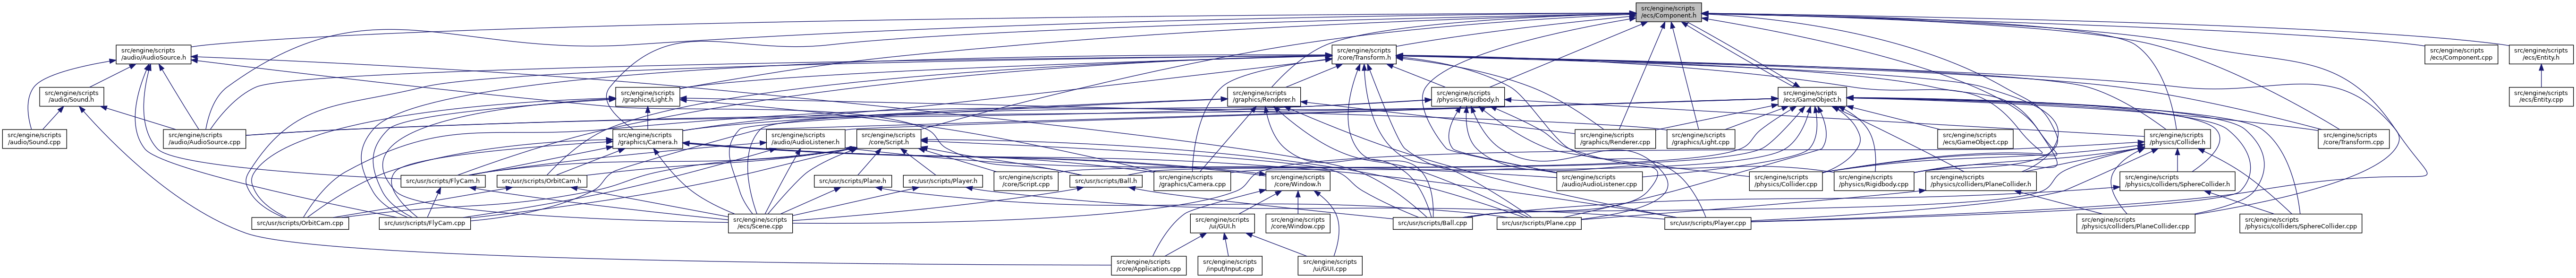 src/engine/scripts
/ecs/Component.h
src/engine/scripts
/audio/AudioSource.h
src/engine/scripts
/core/Transform.h
src/engine/scripts
/ecs/Component.cpp
src/engine/scripts
/ecs/Entity.h
src/engine/scripts
/audio/Sound.h
src/engine/scripts
/graphics/Light.h
src/engine/scripts
/graphics/Renderer.h
src/engine/scripts
/physics/Rigidbody.h
src/engine/scripts
/ecs/GameObject.h
src/engine/scripts
/ecs/Entity.cpp
src/engine/scripts
/audio/Sound.cpp
src/engine/scripts
/audio/AudioSource.cpp
src/engine/scripts
/graphics/Camera.h
src/engine/scripts
/audio/AudioListener.h
src/engine/scripts
/core/Script.h
src/engine/scripts
/graphics/Renderer.cpp
src/engine/scripts
/graphics/Light.cpp
src/engine/scripts
/ecs/GameObject.cpp
src/engine/scripts
/physics/Collider.h
src/engine/scripts
/core/Transform.cpp
src/usr/scripts/FlyCam.h
src/usr/scripts/OrbitCam.h
src/usr/scripts/Plane.h
src/usr/scripts/Player.h
src/engine/scripts
/core/Script.cpp
src/usr/scripts/Ball.h
src/engine/scripts
/graphics/Camera.cpp
src/engine/scripts
/core/Window.h
src/engine/scripts
/audio/AudioListener.cpp
src/engine/scripts
/physics/Collider.cpp
src/engine/scripts
/physics/Rigidbody.cpp
src/engine/scripts
/physics/colliders/PlaneCollider.h
src/engine/scripts
/physics/colliders/SphereCollider.h
src/usr/scripts/OrbitCam.cpp
src/usr/scripts/FlyCam.cpp
src/engine/scripts
/ecs/Scene.cpp
src/engine/scripts
/ui/GUI.h
src/engine/scripts
/core/Window.cpp
src/usr/scripts/Ball.cpp
src/usr/scripts/Plane.cpp
src/usr/scripts/Player.cpp
src/engine/scripts
/physics/colliders/PlaneCollider.cpp
src/engine/scripts
/physics/colliders/SphereCollider.cpp
src/engine/scripts
/core/Application.cpp
src/engine/scripts
/input/Input.cpp
src/engine/scripts
/ui/GUI.cpp